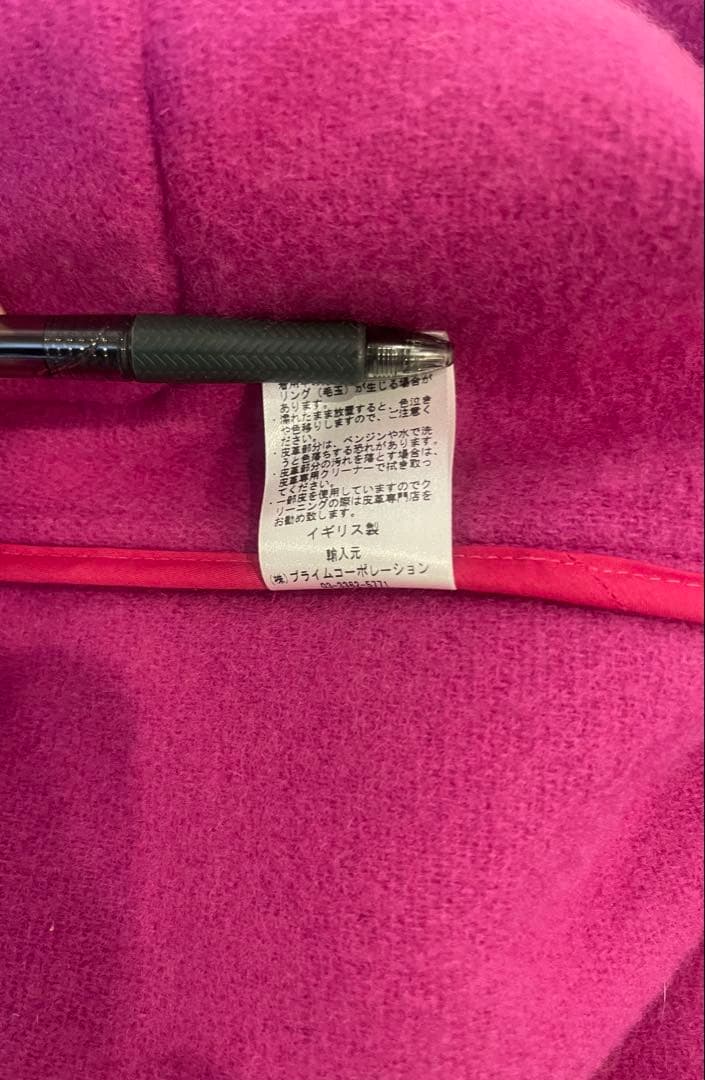 リング（毛玉）が生じる場合が
あります。
・濡れたまま放置すると、色泣き
や色移りしますので、ご注意く
ださい。
・皮革部分は、ベンジンや水で洗
うと色落ちする恐れがあります。
・皮革部分の汚れを落とす場合は、
皮革専用クリーナーで拭き取っ
てください。
・一部皮を使用していますのでク
リーニングの際は皮革専門店を
お勧め致します。
イギリス製
輸入元
(株)プライムコーポレーション